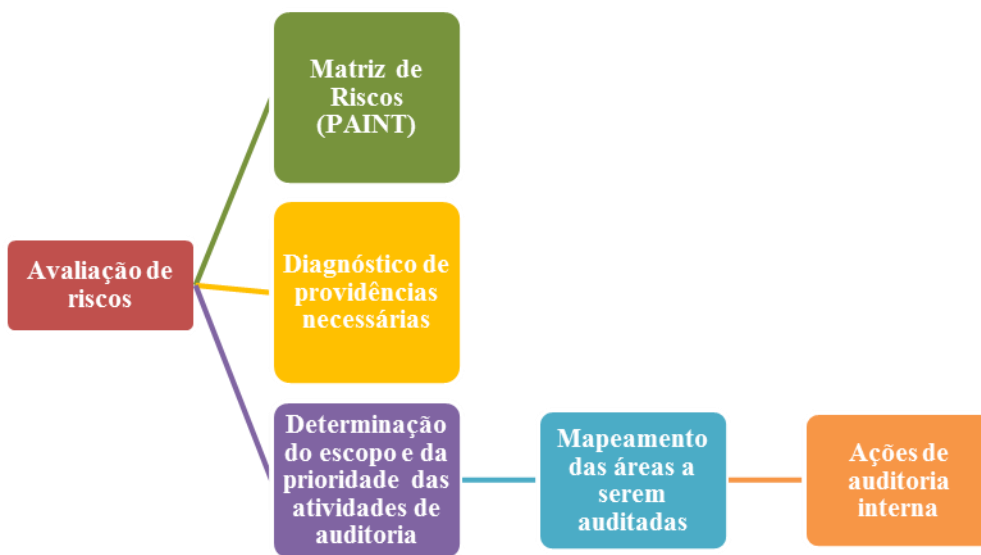 Matriz de
Riscos
(PAINT)
Avaliação de
riscos
Diagnóstico de
providências
necessárias
Determinação
do escopo e da
prioridade das
atividades de
auditoria
Mapeamento
das áreas a
serem
auditadas
Ações de
auditoria
interna